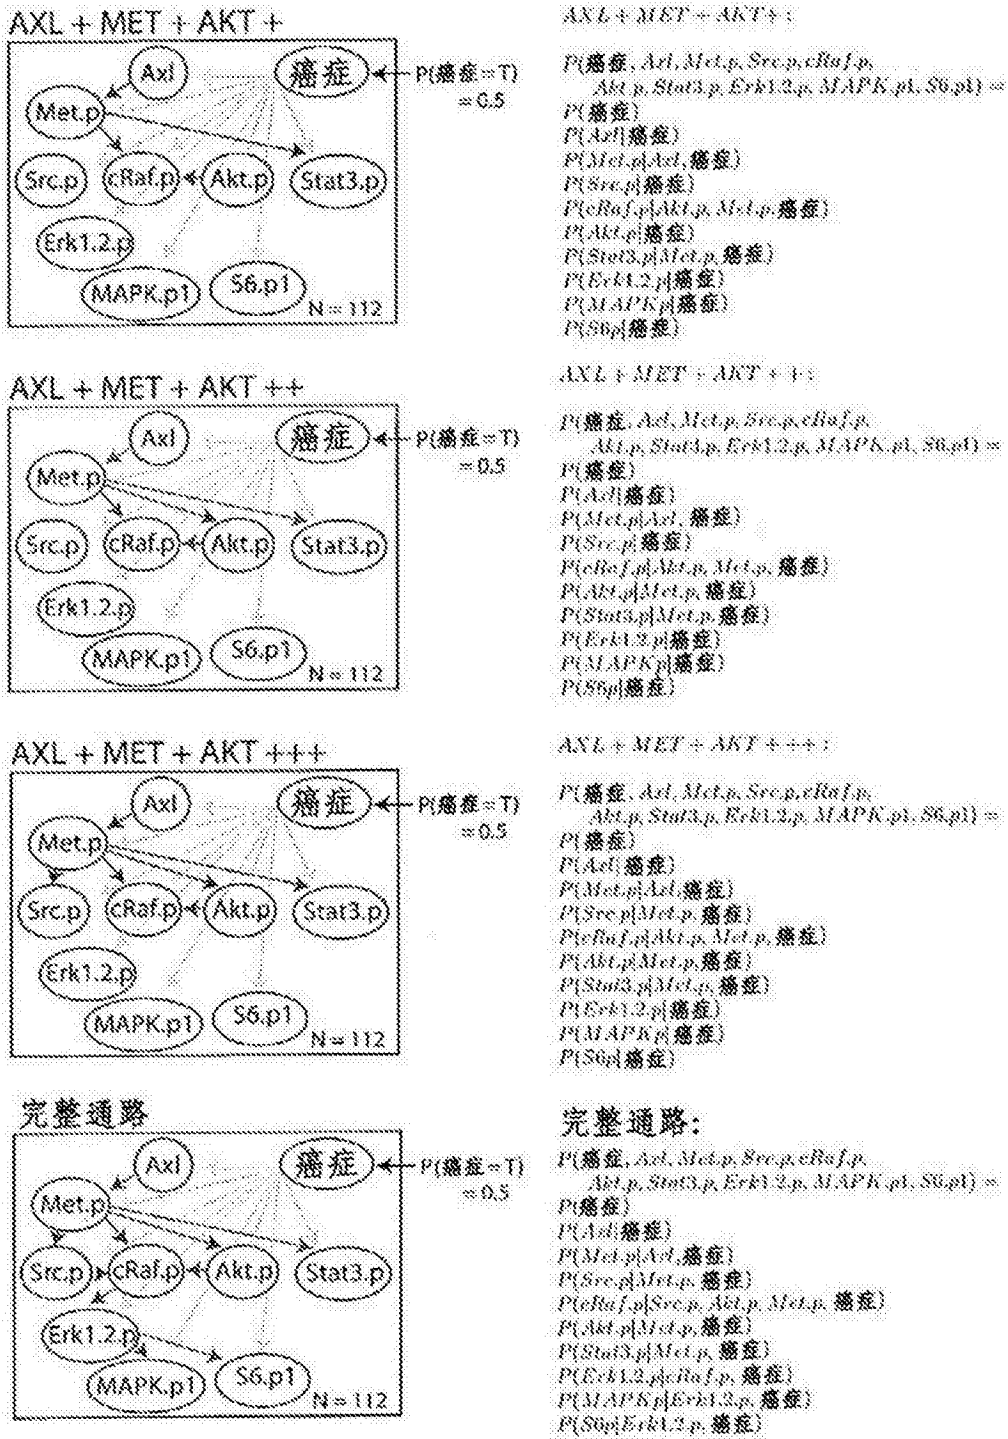 AXL + MET + AKT +
Axl
癌症
P(癌症=T)
=0.5
Met.p
Src.p
cRaf.p
Akt.p
Stat3.p
Erk1.2.p
MAPK.p1
S6.p1
N = 112
AXL + MET + AKT + :
P(癌症, Axl, Met.p, Src.p, cRaf.p,
Akt.p, Stat3.p, Erk1.2.p, MAPK.p1, S6.p1) =
P(癌症)
P(Axl|癌症)
P(Met.p|Axl, 癌症)
P(Src.p|癌症)
P(cRaf.p|Akt.p, Met.p, 癌症)
P(Akt.p|癌症)
P(Stat3.p|Met.p, 癌症)
P(Erk1.2.p|癌症)
P(MAPKp|癌症)
P(S6p|癌症)
AXL + MET + AKT ++
Axl
癌症
P(癌症=T)
=0.5
Met.p
Src.p
cRaf.p
Akt.p
Stat3.p
Erk1.2.p
MAPK.p1
S6.p1
N = 112
AXL + MET + AKT + + :
P(癌症, Axl, Met.p, Src.p, cRaf.p,
Akt.p, Stat3.p, Erk1.2.p, MAPK.p1, S6.p1) =
P(癌症)
P(Axl|癌症)
P(Met.p|Axl, 癌症)
P(Src.p|癌症)
P(cRaf.p|Akt.p, Met.p, 癌症)
P(Akt.p|Met.p, 癌症)
P(Stat3.p|Met.p, 癌症)
P(Erk1.2.p|癌症)
P(MAPKp|癌症)
P(S6p|癌症)
AXL + MET + AKT +++
Axl
癌症
P(癌症=T)
=0.5
Met.p
Src.p
cRaf.p
Akt.p
Stat3.p
Erk1.2.p
MAPK.p1
S6.p1
N = 112
AXL + MET + AKT + + + :
P(癌症, Axl, Met.p, Src.p, cRaf.p,
Akt.p, Stat3.p, Erk1.2.p, MAPK.p1, S6.p1) =
P(癌症)
P(Axl|癌症)
P(Met.p|Axl, 癌症)
P(Src.p|Met.p, 癌症)
P(cRaf.p|Akt.p, Met.p, 癌症)
P(Akt.p|Met.p, 癌症)
P(Stat3.p|Met.p, 癌症)
P(Erk1.2.p|癌症)
P(MAPKp|癌症)
P(S6p|癌症)
完整通路
Axl
癌症
P(癌症=T)
=0.5
Met.p
Src.p
cRaf.p
Akt.p
Stat3.p
Erk1.2.p
MAPK.p1
S6.p1
N = 112
完整通路:
P(癌症, Axl, Met.p, Src.p, cRaf.p,
Akt.p, Stat3.p, Erk1.2.p, MAPK.p1, S6.p1) =
P(癌症)
P(Axl|癌症)
P(Met.p|Axl, 癌症)
P(Src.p|Met.p, 癌症)
P(cRaf.p|Src.p, Akt.p, Met.p, 癌症)
P(Akt.p|Met.p, 癌症)
P(Stat3.p|Met.p, 癌症)
P(Erk1.2.p|cRaf.p, 癌症)
P(MAPKp|Erk1.2.p, 癌症)
P(S6p|Erk1.2.p, 癌症)